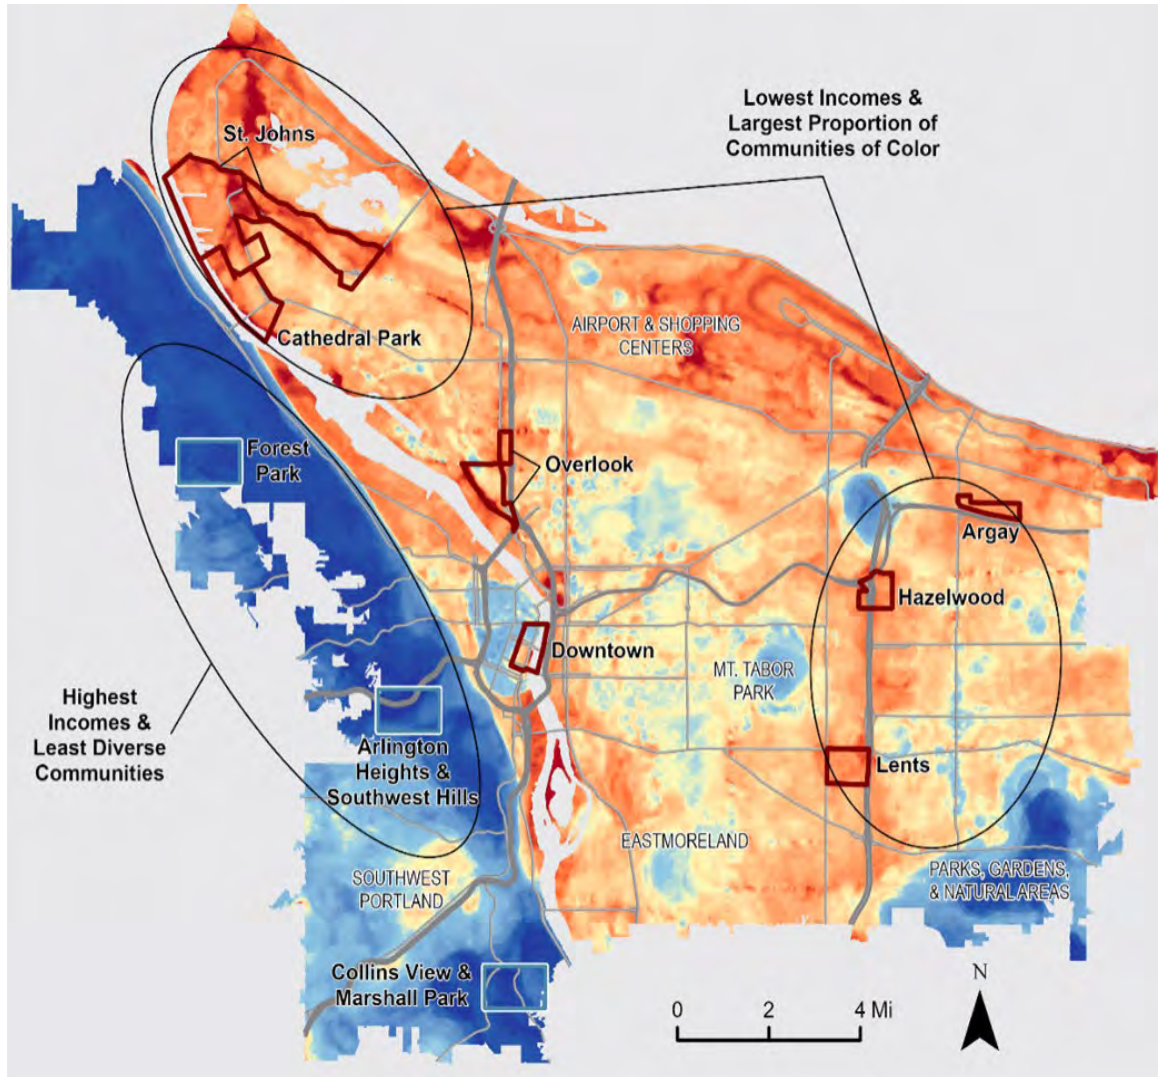 Lowest Incomes &
Largest Proportion of
Communities of Color
St. Johns
Cathedral Park
AIRPORT & SHOPPING
CENTERS
Forest
Park
Overlook
Argay
Hazelwood
Downtown
MT. TABOR
PARK
Highest
Incomes &
Least Diverse
Communities
Arlington
Heights &
Southwest Hills
Lents
EASTMORELAND
SOUTHWEST
PORTLAND
PARKS, GARDENS,
& NATURAL AREAS
Collins View &
Marshall Park
N
0 2 4 Mi